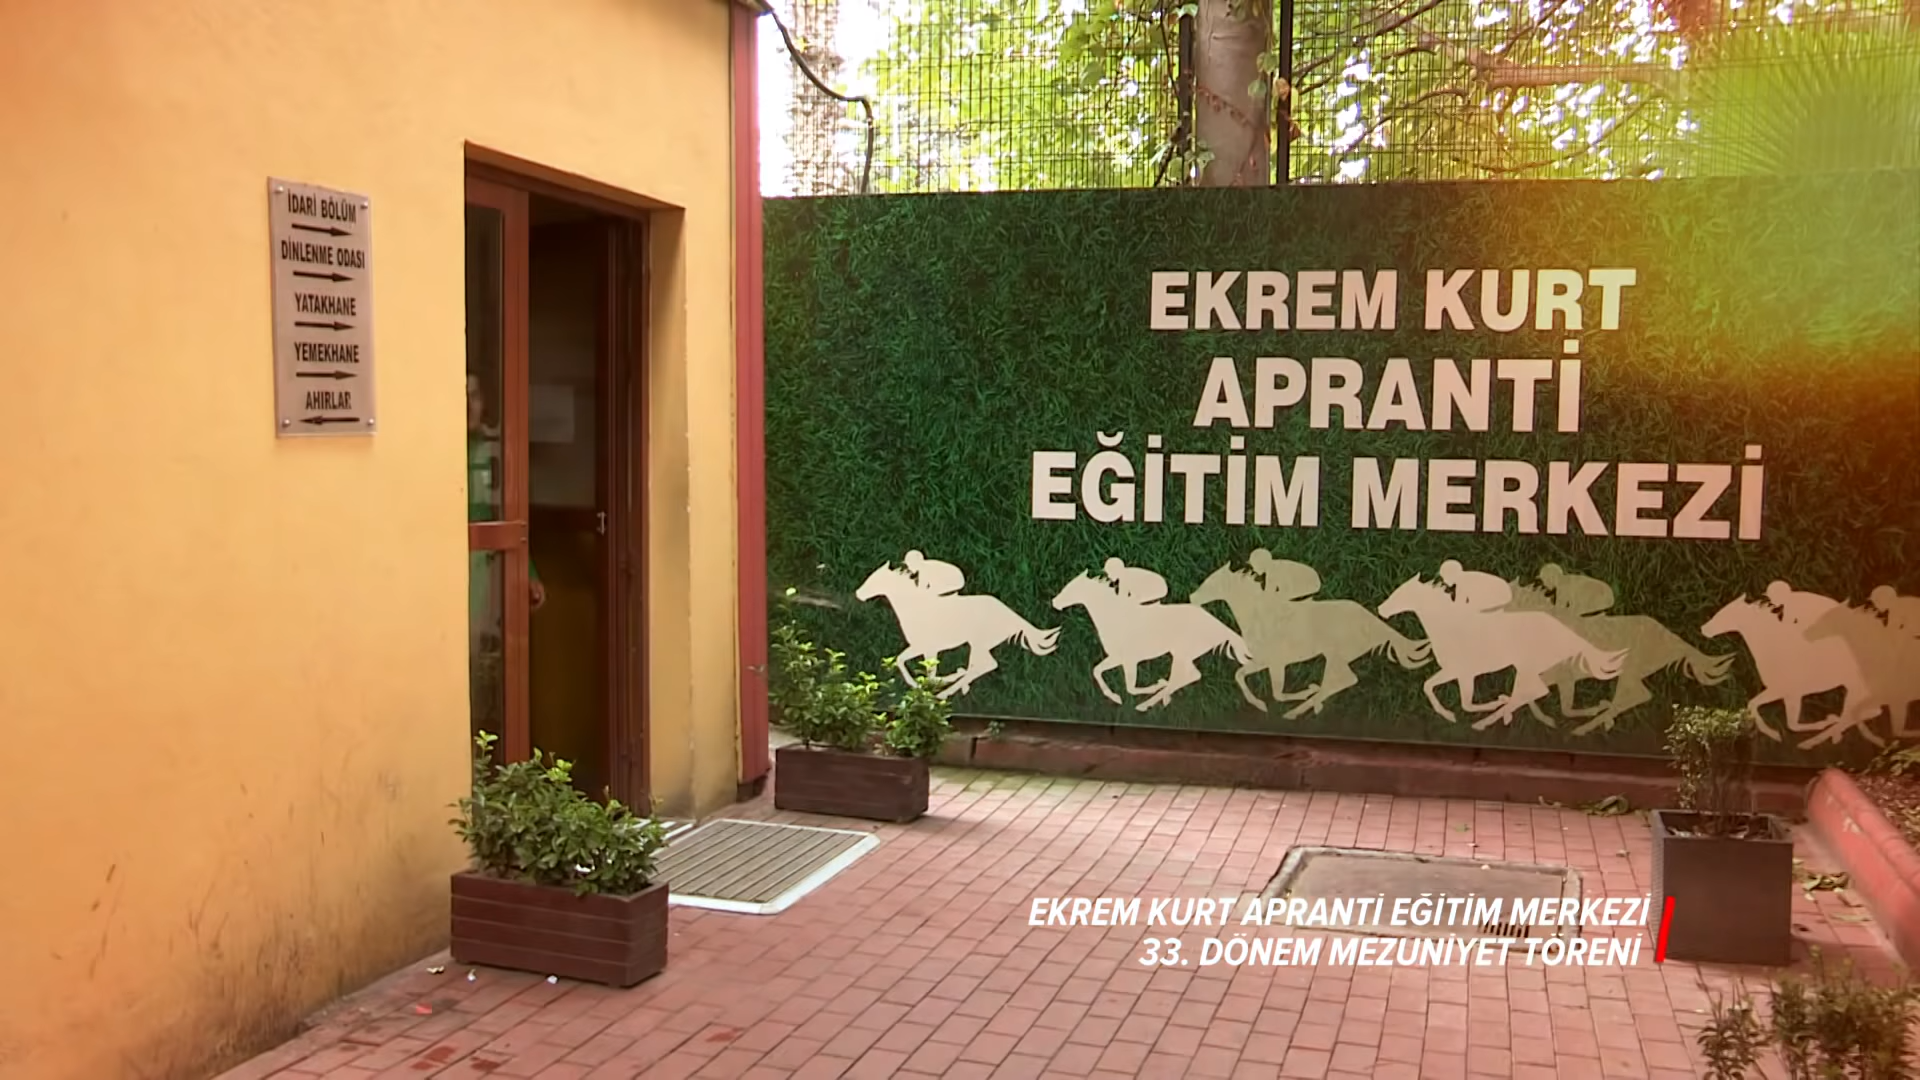 İDARİ BÖLÜM
DİNLENME ODASI
YATAKHANE
YEMEKHANE
AHIRLAR
EKREM KURT
APRANTİ
EĞİTİM MERKEZİ
EKREM KURT APRANTİ EĞİTİM MERKEZİ
33. DÖNEM MEZUNİYET TÖRENİ